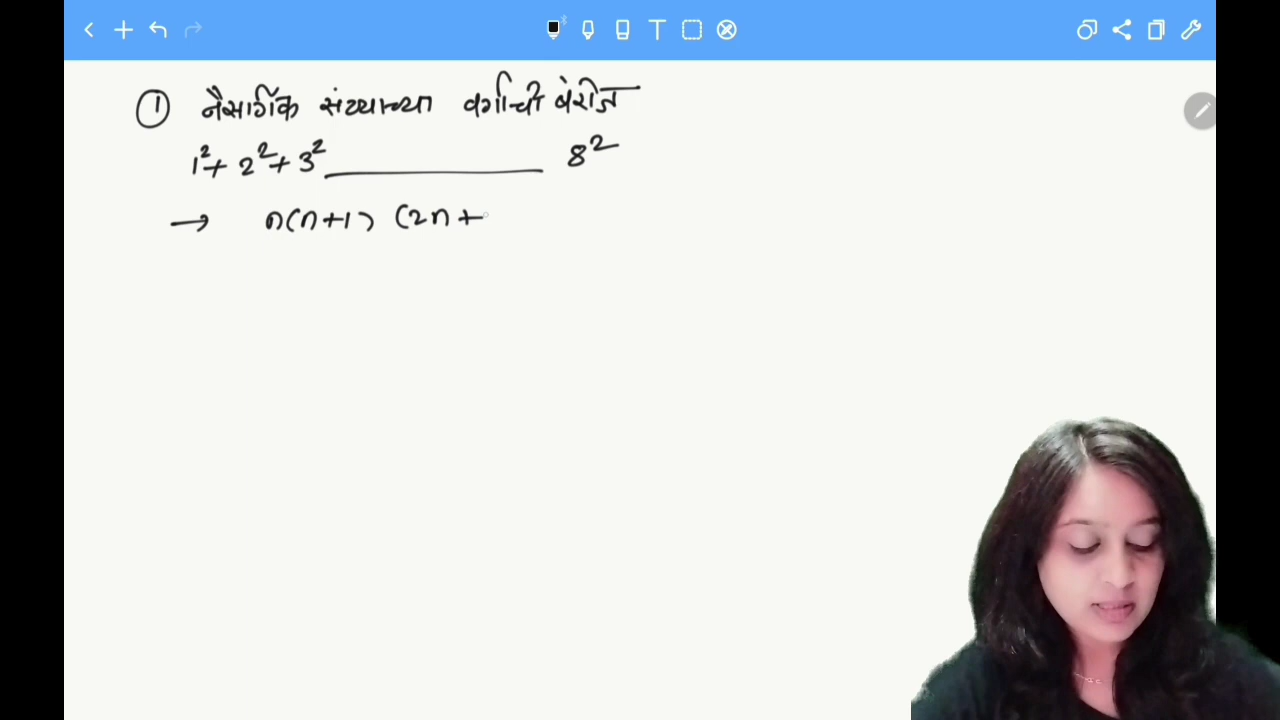 ① नैसर्गिक संख्याच्या वर्गाची बेरीज
1² + 2² + 3² ________ 8²
→ n(n+1) (2n +